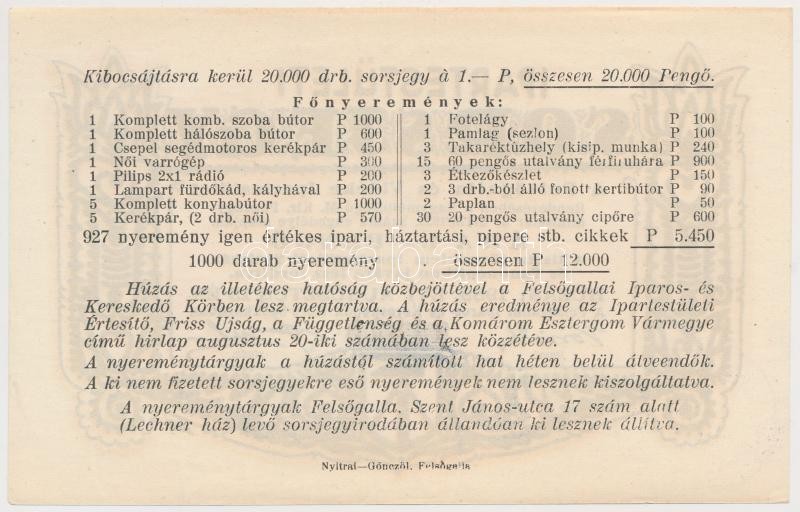 Kibocsájtásra kerül 20.000 drb. sorsjegy à 1.— P, összesen 20.000 Pengő.
Főnyeremények:
1 Komplett komb. szoba bútor P 1000
1 Komplett hálószoba bútor P 600
1 Csepel segédmotoros kerékpár P 450
1 Női varrógép P 300
1 Pilips 2x1 rádió P 200
1 Lampart fürdőkád, kályhával P 200
5 Komplett konyhabútor P 1000
5 Kerékpár, (2 drb. női) P 570
1 Fotelágy P 100
1 Pamlag (sezlon) P 100
3 Takaréktűzhely (kisip. munka) P 240
15 60 pengős utalvány férfiruhára P 900
3 Étkezőkészlet P 150
2 3 drb.-ból álló fonott kertibútor P 90
2 Paplan P 50
30 20 pengős utalvány cipőre P 600
927 nyeremény igen értékes ipari, háztartási, pipere stb. cikkek P 5.450
1000 darab nyeremény . összesen P 12.000
Húzás az illetékes hatóság közbejöttével a Felsőgallai Iparos- és
Kereskedő Körben lesz megtartva. A húzás eredménye az Ipartestületi
Értesítő, Friss Ujság, a Függetlenség és a Komárom Esztergom Vármegye
című hirlap augusztus 20-iki számában lesz közzétéve.
A nyereménytárgyak a húzástól számított hat héten belül átveendők.
A ki nem fizetett sorsjegyekre eső nyeremények nem lesznek kiszolgáltatva.
A nyereménytárgyak Felsőgalla, Szent János-utca 17 szám alatt
(Lechner ház) levő sorsjegyirodában állandóan ki lesznek állítva.
Nyitrai—Gönczöl, Felsőgalla
darabanth